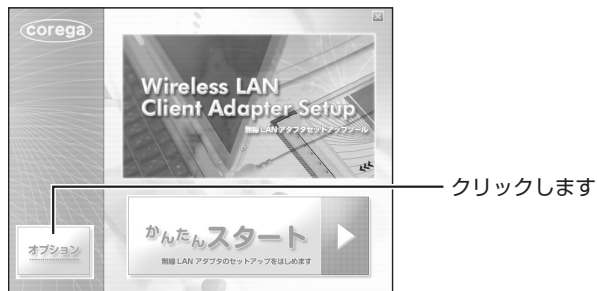 corega
Wireless LAN
Client Adapter Setup
無線LANアダプタセットアップツール
クリックします
オプション
かんたんスタート
無線LANアダプタのセットアップをはじめます